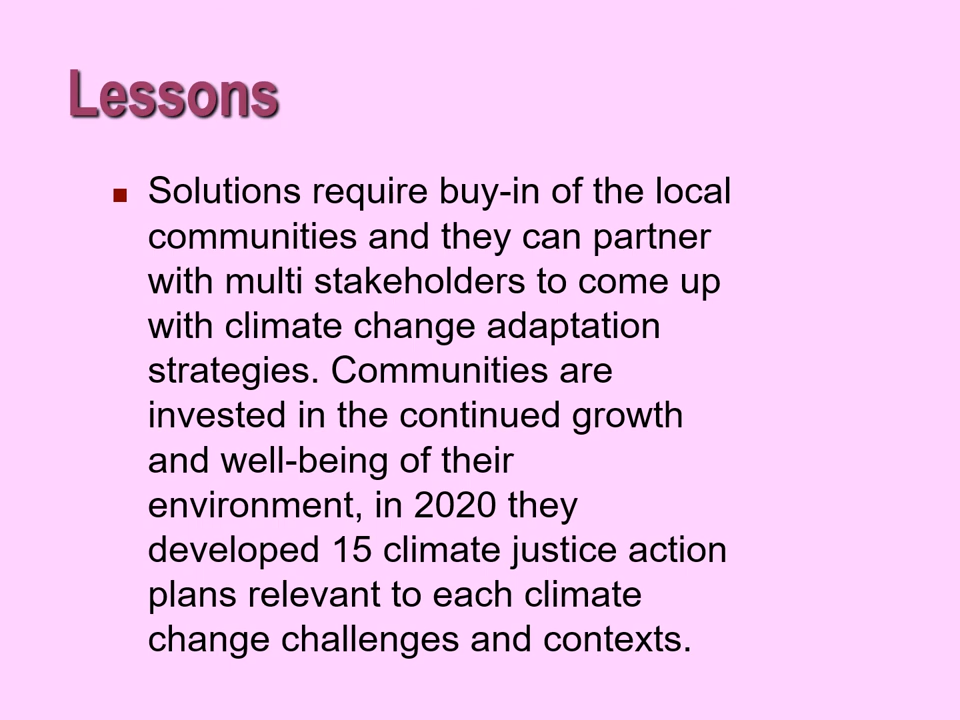 Lessons
Solutions require buy-in of the local
communities and they can partner
with multi stakeholders to come up
with climate change adaptation
strategies. Communities are
invested in the continued growth
and well-being of their
environment, in 2020 they
developed 15 climate justice action
plans relevant to each climate
change challenges and contexts.